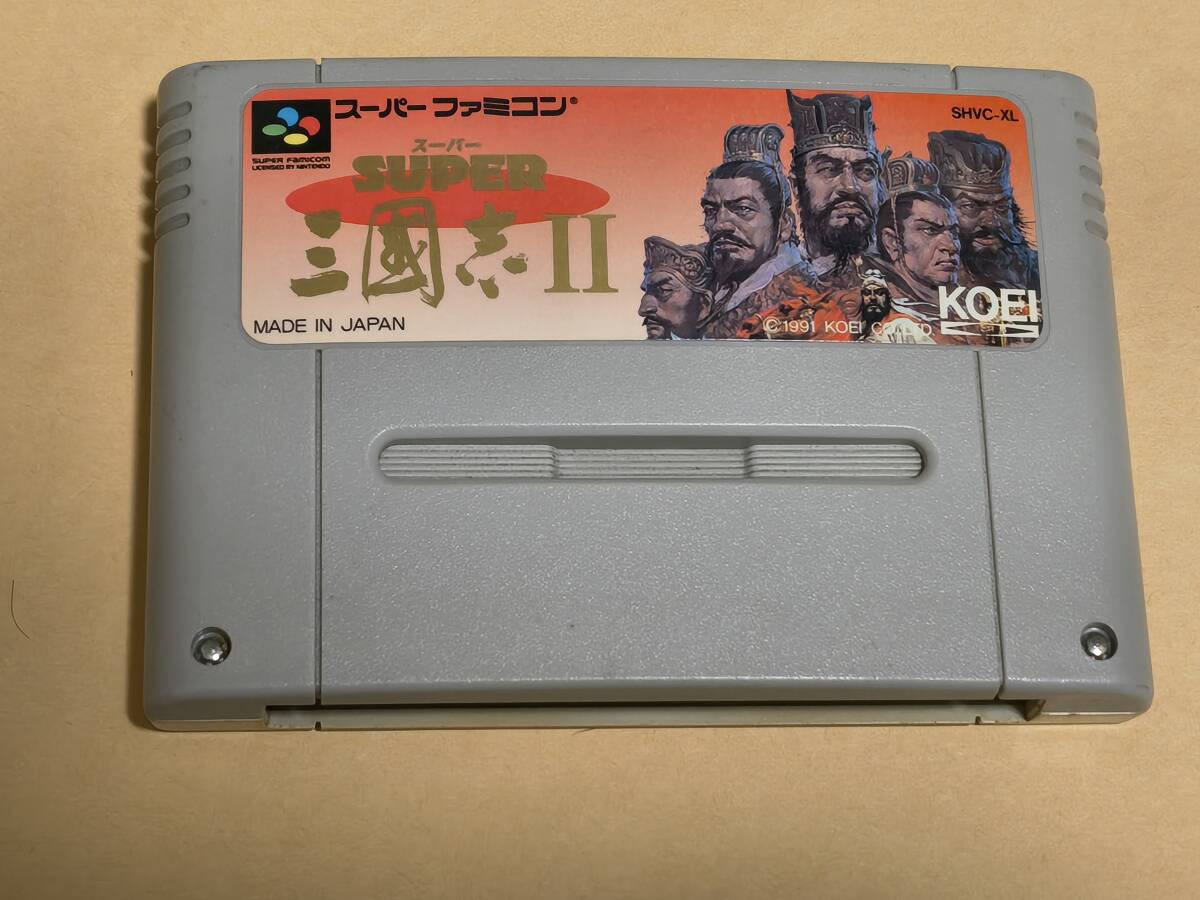 スーパーファミコン®
SHVC-XL
SUPER FAMICOM
LICENSED BY NINTENDO
スーパー
SUPER
三國志II
MADE IN JAPAN
©1991 KOEI CO.,LTD.
KOEI